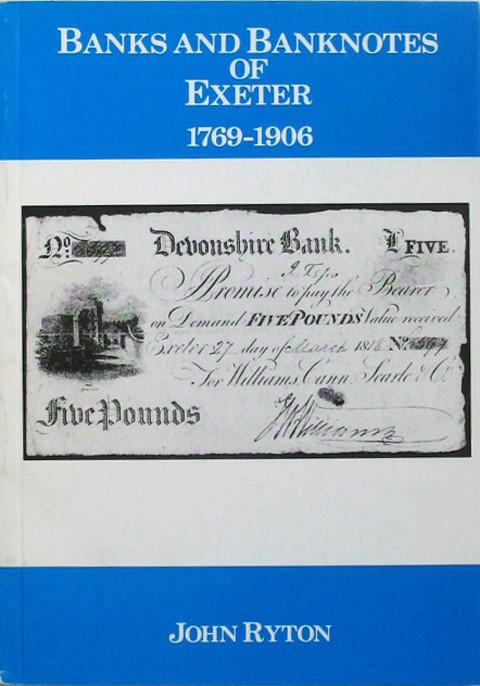 BANKS AND BANKNOTES
OF
EXETER
1769-1906
No. Devonshire Bank. £ FIVE.
I Promise to pay the Bearer
on Demand FIVE POUNDS Value received
Exeter 27 day of March 1818 No.
For Williams, Cann, Searle & Co.
Five Pounds
JOHN RYTON